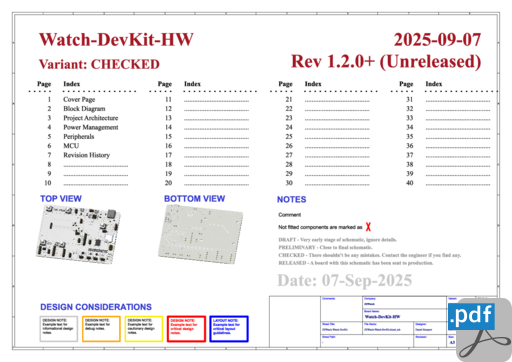 Watch-DevKit-HW
2025-09-07
Variant: CHECKED
Rev 1.2.0+ (Unreleased)
Page Index Page Index Page Index Page Index
1 Cover Page 11 21 31
2 Block Diagram 12 22 32
3 Project Architecture 13 23 33
4 Power Management 14 24 34
5 Peripherals 15 25 35
6 MCU 16 26 36
7 Revision History 17 27 37
8 18 28 38
9 19 29 39
10 20 30 40
TOP VIEW
BOTTOM VIEW
NOTES
Comment
Not fitted components are marked as X
DRAFT - Very early stage of schematic, ignore details.
PRELIMINARY - Close to final schematic.
CHECKED - There shouldn't be any mistakes. Contact the engineer if you find any.
RELEASED - A board with this schematic has been sent to production.
Date: 07-Sep-2025
DESIGN CONSIDERATIONS
DESIGN NOTE:
Example text for informational design notes.
DESIGN NOTE:
Example text for debug notes.
DESIGN NOTE:
Example text for cautionary design notes.
DESIGN NOTE:
Example text for critical design notes.
LAYOUT NOTE:
Example text for critical layout guidelines.
Board Name:
Watch-DevKit-HW
A3
.pdf